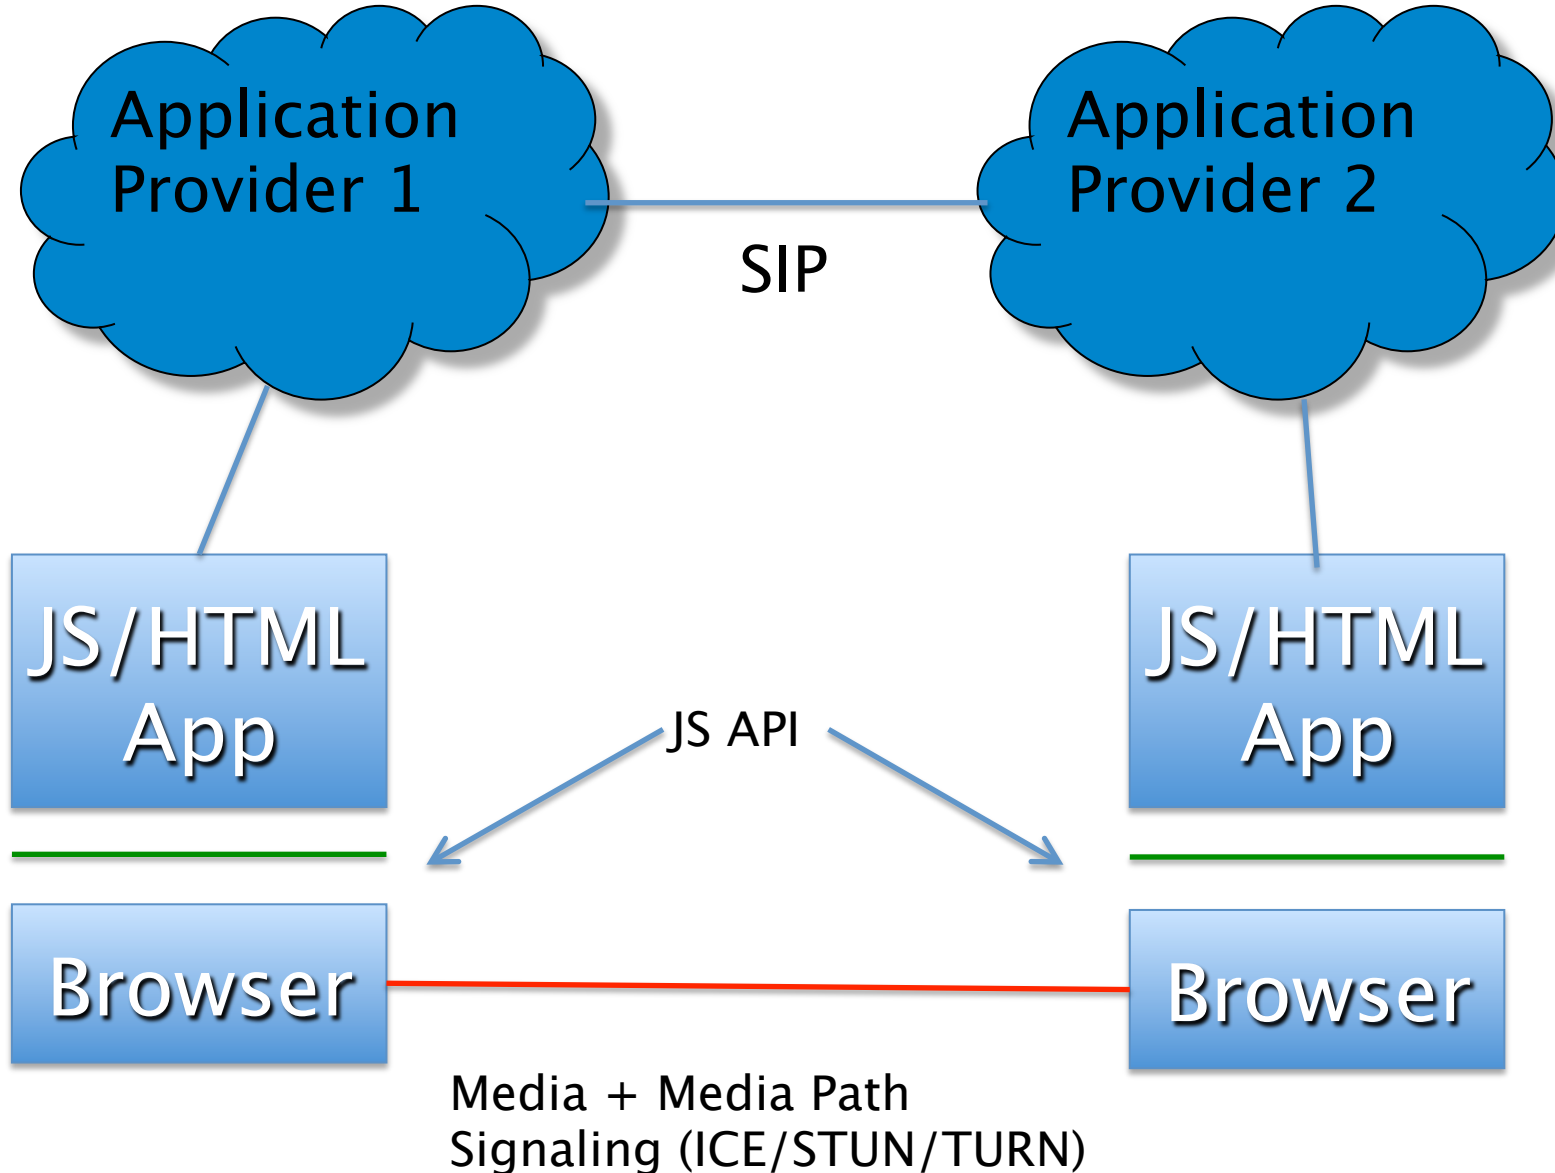 Application
Provider 1
Application
Provider 2
SIP
JS/HTML
App
JS/HTML
App
JS API
Browser
Browser
Media + Media Path
Signaling (ICE/STUN/TURN)